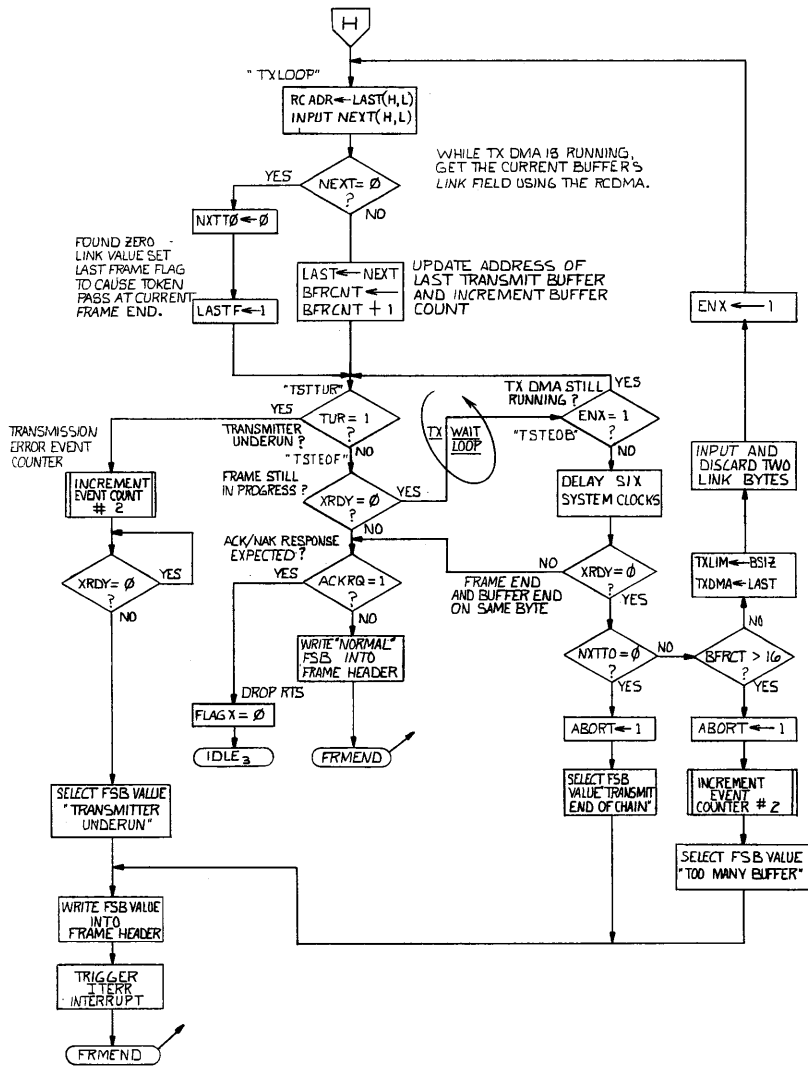 H
"TXLOOP"
RCADR←LAST(H,L)
INPUT NEXT(H,L)
WHILE TX DMA IS RUNNING,
GET THE CURRENT BUFFERS
LINK FIELD USING THE RCDMA.
YES
NEXT=Ø
?
NO
NXTTØ←Ø
FOUND ZERO
LINK VALUE SET
LAST FRAME FLAG
TO CAUSE TOKEN
PASS AT CURRENT
FRAME END.
LAST←NEXT
BFRCNT←
BFRCNT + 1
UPDATE ADDRESS OF
LAST TRANSMIT BUFFER
AND INCREMENT BUFFER
COUNT
LASTF←1
ENX←1
"TSTTUR"
YES
TUR = 1
?
TRANSMITTER
UNDERUN?
NO
TX DMA STILL
RUNNING?
YES
ENX=1
?
"TSTEOB"
NO
TX WAIT
LOOP
TRANSMISSION
ERROR EVENT
COUNTER
INCREMENT
EVENT COUNT
# 2
"TSTEOF"
FRAME STILL
IN PROGRESS?
XRDY=Ø
?
YES
NO
DELAY SIX
SYSTEM CLOCKS
INPUT AND
DISCARD TWO
LINK BYTES
XRDY=Ø
?
YES
NO
ACK/NAK RESPONSE
EXPECTED?
YES
ACKRQ=1
?
NO
NO
FRAME END
AND BUFFER END
ON SAME BYTE
XRDY=Ø
?
YES
TXLIM←BSIZ
TXDMA←LAST
NO
WRITE "NORMAL"
FSB INTO
FRAME HEADER
NXTTO=Ø
?
NO
YES
BFRCT > 16
?
YES
DROP RTS
FLAGX=Ø
IDLE3
FRMEND
ABORT←1
ABORT←1
SELECT FSB VALUE
"TRANSMITTER
UNDERUN"
SELECT FSB
VALUE "TRANSMIT
END OF CHAIN"
INCREMENT
EVENT
COUNTER #2
SELECT FSB VALUE
"TOO MANY BUFFER"
WRITE FSB VALUE
INTO
FRAME HEADER
TRIGGER
ITERR
INTERRUPT
FRMEND